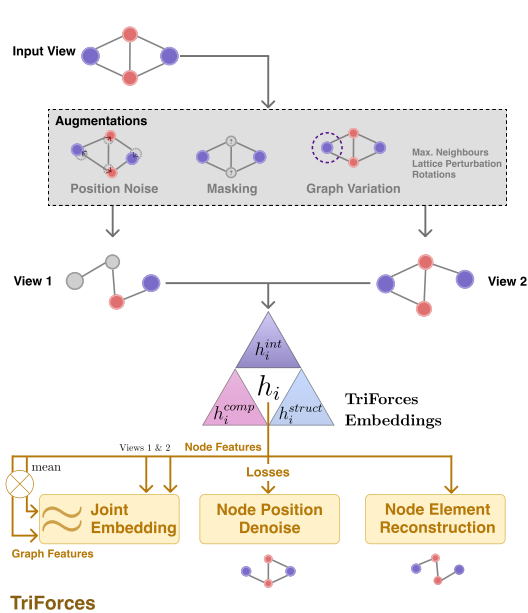 Input View
Augmentations
Position Noise
Masking
Graph Variation
Max. Neighbours
Lattice Perturbation
Rotations
View 1
View 2
h_i^{int}
h_i
h_i^{comp}
h_i^{struct}
TriForces
Embeddings
Views 1 & 2
Node Features
mean
Losses
Joint
Embedding
Node Position
Denoise
Node Element
Reconstruction
Graph Features
TriForces